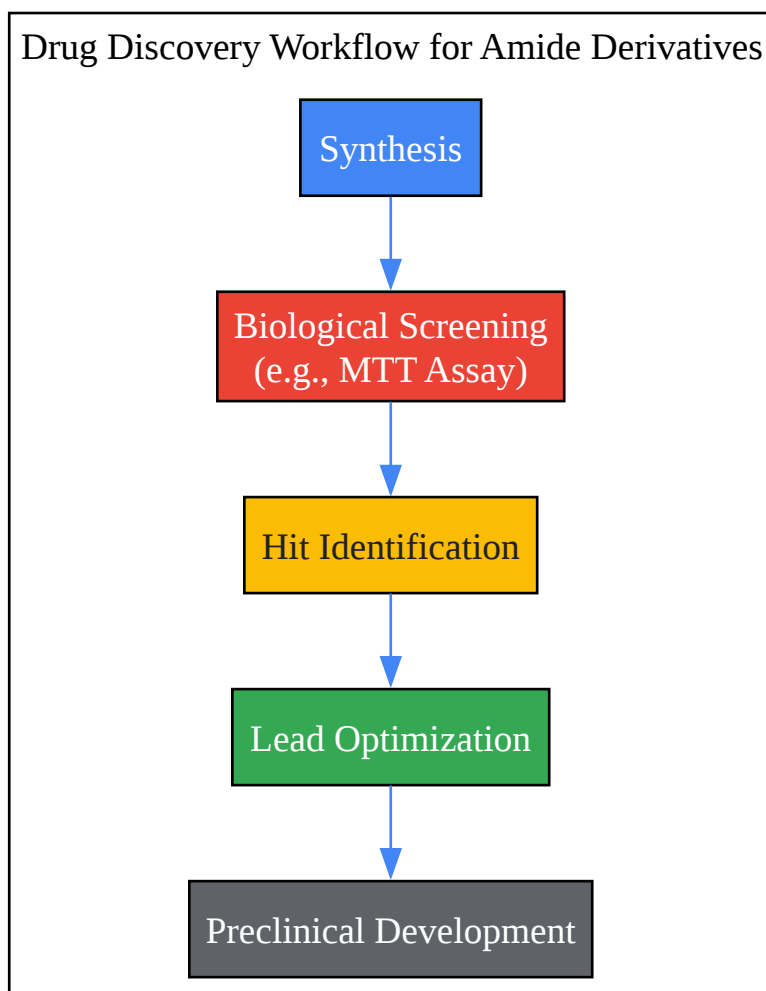 Drug Discovery Workflow for Amide Derivatives
Synthesis
Biological Screening
(e.g., MTT Assay)
Hit Identification
Lead Optimization
Preclinical Development